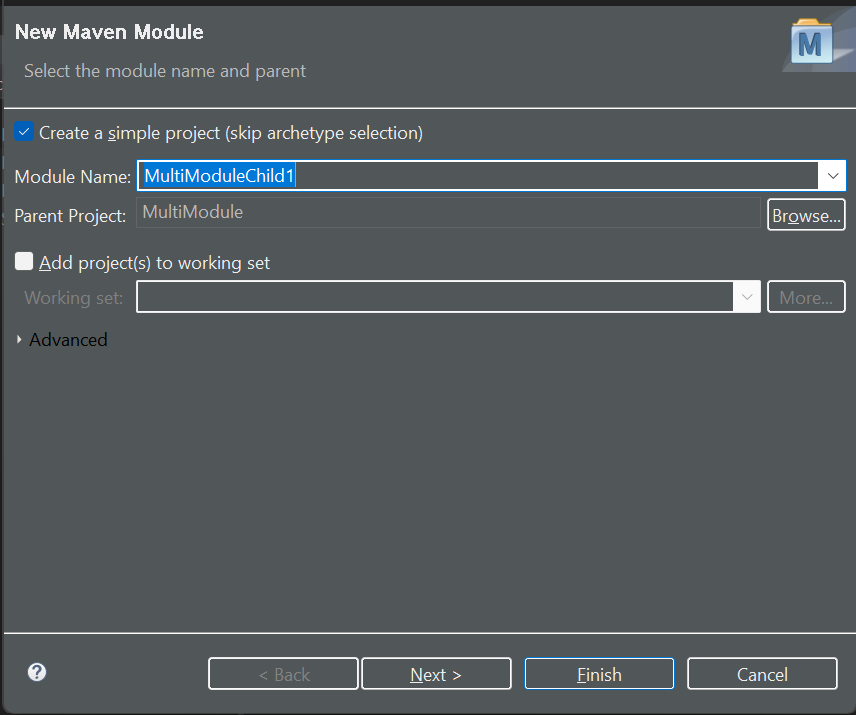 New Maven Module
Select the module name and parent
M
Create a simple project (skip archetype selection)
Module Name: MultiModuleChild1
Parent Project: MultiModule Browse...
Add project(s) to working set
Working set: More...
Advanced
? < Back Next > Finish Cancel